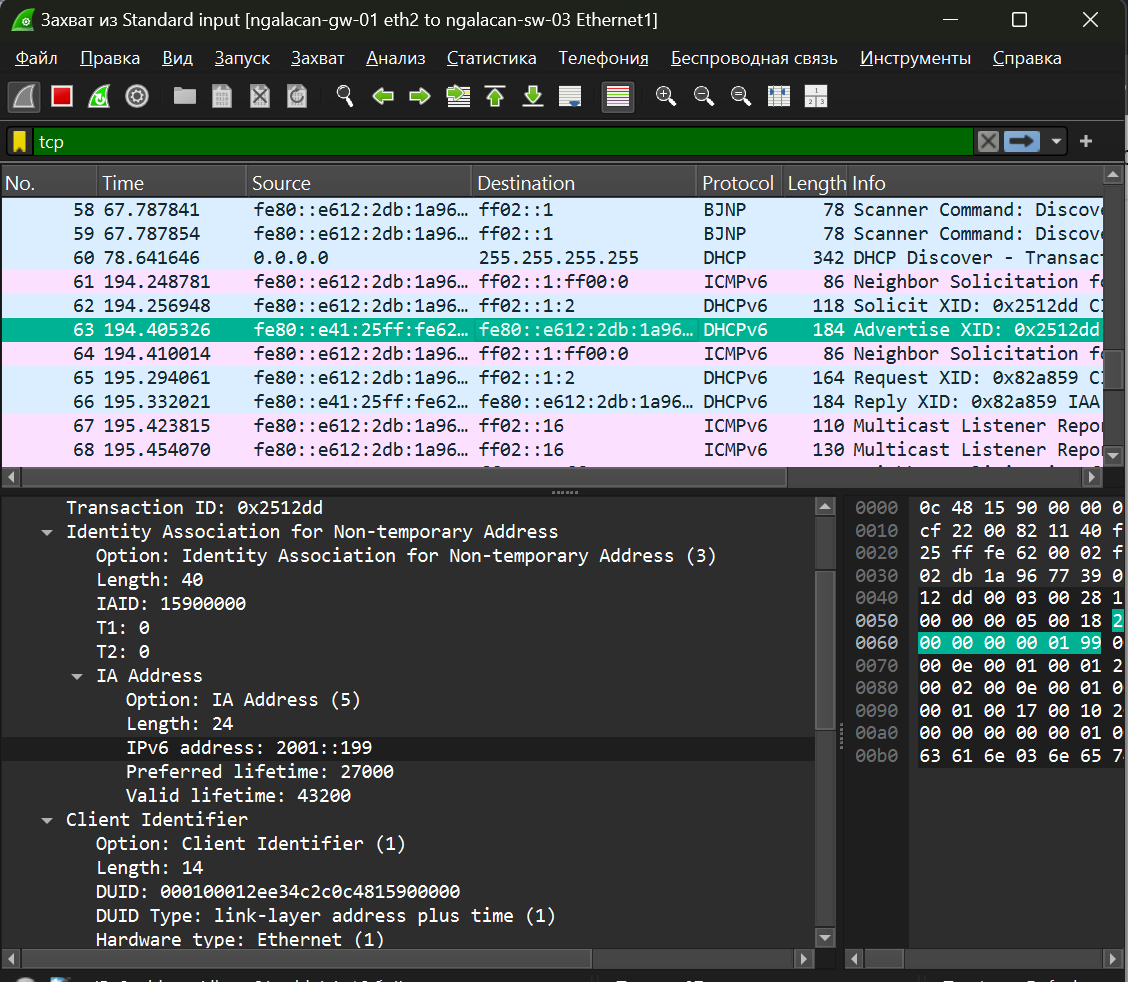 Захват из Standard input [ngalacan-gw-01 eth2 to ngalacan-sw-03 Ethernet1]
Файл Правка Вид Запуск Захват Анализ Статистика Телефония Беспроводная связь Инструменты Справка
tcp
No. Time Source Destination Protocol Length Info
58 67.787841 fe80::e612:2db:1a96… ff02::1 BJNP 78 Scanner Command: Discov
59 67.787854 fe80::e612:2db:1a96… ff02::1 BJNP 78 Scanner Command: Discov
60 78.641646 0.0.0.0 255.255.255.255 DHCP 342 DHCP Discover - Transac
61 194.248781 fe80::e612:2db:1a96… ff02::1:ff00:0 ICMPv6 86 Neighbor Solicitation fo
62 194.256948 fe80::e612:2db:1a96… ff02::1:2 DHCPv6 118 Solicit XID: 0x2512dd C
63 194.405326 fe80::e41:25ff:fe62… fe80::e612:2db:1a96… DHCPv6 184 Advertise XID: 0x2512dd
64 194.410014 fe80::e612:2db:1a96… ff02::1:ff00:0 ICMPv6 86 Neighbor Solicitation fo
65 195.294061 fe80::e612:2db:1a96… ff02::1:2 DHCPv6 164 Request XID: 0x82a859 C
66 195.332021 fe80::e41:25ff:fe62… fe80::e612:2db:1a96… DHCPv6 184 Reply XID: 0x82a859 IAA
67 195.423815 fe80::e612:2db:1a96… ff02::16 ICMPv6 110 Multicast Listener Repo
68 195.454070 fe80::e612:2db:1a96… ff02::16 ICMPv6 130 Multicast Listener Repo
Transaction ID: 0x2512dd
Identity Association for Non-temporary Address
Option: Identity Association for Non-temporary Address (3)
Length: 40
IAID: 15900000
T1: 0
T2: 0
IA Address
Option: IA Address (5)
Length: 24
IPv6 address: 2001::199
Preferred lifetime: 27000
Valid lifetime: 43200
Client Identifier
Option: Client Identifier (1)
Length: 14
DUID: 000100012ee34c2c0c4815900000
DUID Type: link-layer address plus time (1)
Hardware type: Ethernet (1)
0000 0c 48 15 90 00 00 0
0010 cf 22 00 82 11 40 f
0020 25 ff fe 62 00 02 f
0030 02 db 1a 96 77 39 0
0040 12 dd 00 03 00 28 1
0050 00 00 00 05 00 18 2
0060 00 00 00 00 01 99 0
0070 00 0e 00 01 00 01 2
0080 00 02 00 0e 00 01 0
0090 00 01 00 17 00 10 2
00a0 00 00 00 00 00 01 0
00b0 63 61 6e 03 6e 65 7